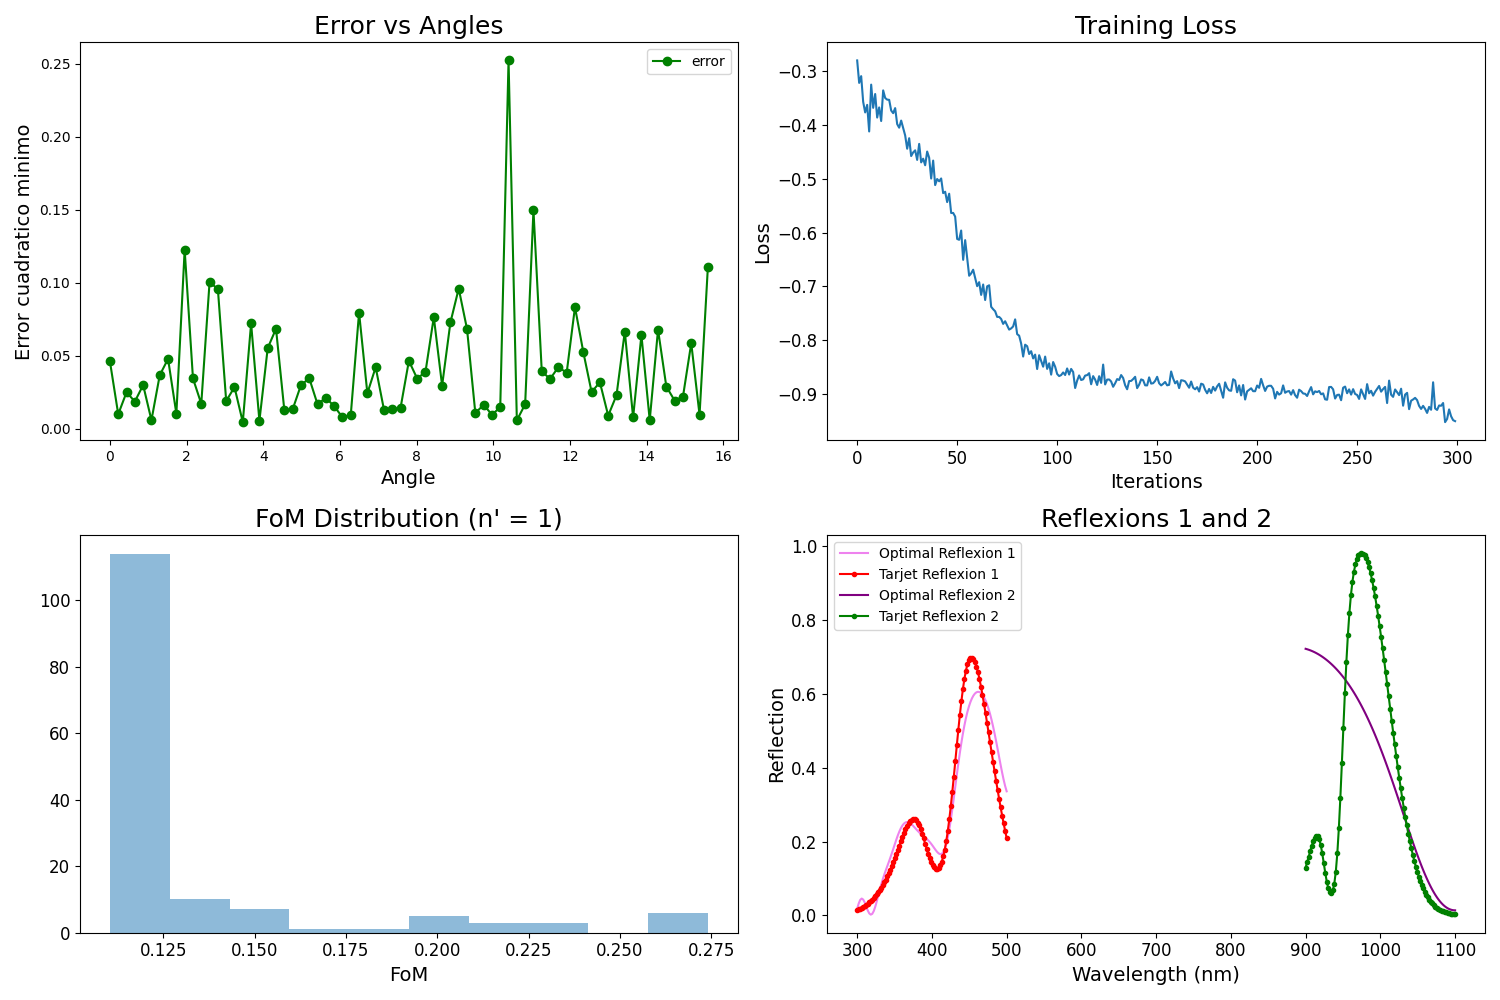 Error vs Angles
error
0.25
0.20
0.15
0.10
0.05
0.00
Error cuadratico minimo
0 2 4 6 8 10 12 14 16
Angle
Training Loss
−0.3
−0.4
−0.5
−0.6
−0.7
−0.8
−0.9
Loss
0 50 100 150 200 250 300
Iterations
FoM Distribution (n' = 1)
100
80
60
40
20
0
0.125 0.150 0.175 0.200 0.225 0.250 0.275
FoM
Reflexions 1 and 2
Optimal Reflexion 1
Tarjet Reflexion 1
Optimal Reflexion 2
Tarjet Reflexion 2
1.0
0.8
0.6
0.4
0.2
0.0
Reflection
300 400 500 600 700 800 900 1000 1100
Wavelength (nm)